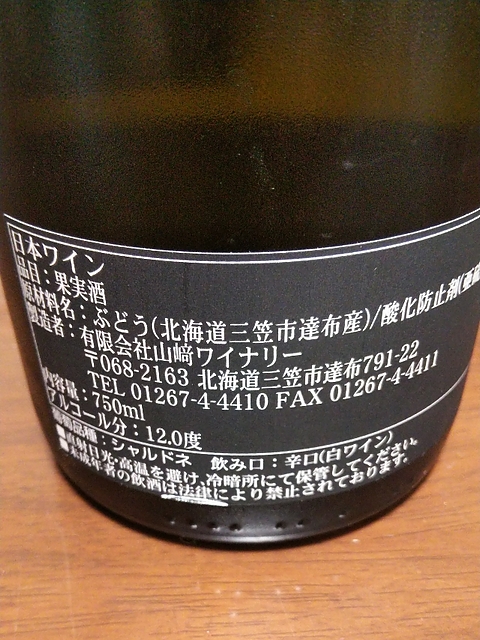 日本ワイン
品目：果実酒
原材料名：ぶどう(北海道三笠市達布産)/酸化防止剤(亜硫
製造者：有限会社山﨑ワイナリー
〒068-2163 北海道三笠市達布791-22
TEL 01267-4-4410 FAX 01267-4-4411
内容量：750ml
アルコール分：12.0度
葡萄品種：シャルドネ 飲み口：辛口(白ワイン)
■直射日光・高温を避け、冷暗所にて保管してください。
■未成年者の飲酒は法律により禁止されております。